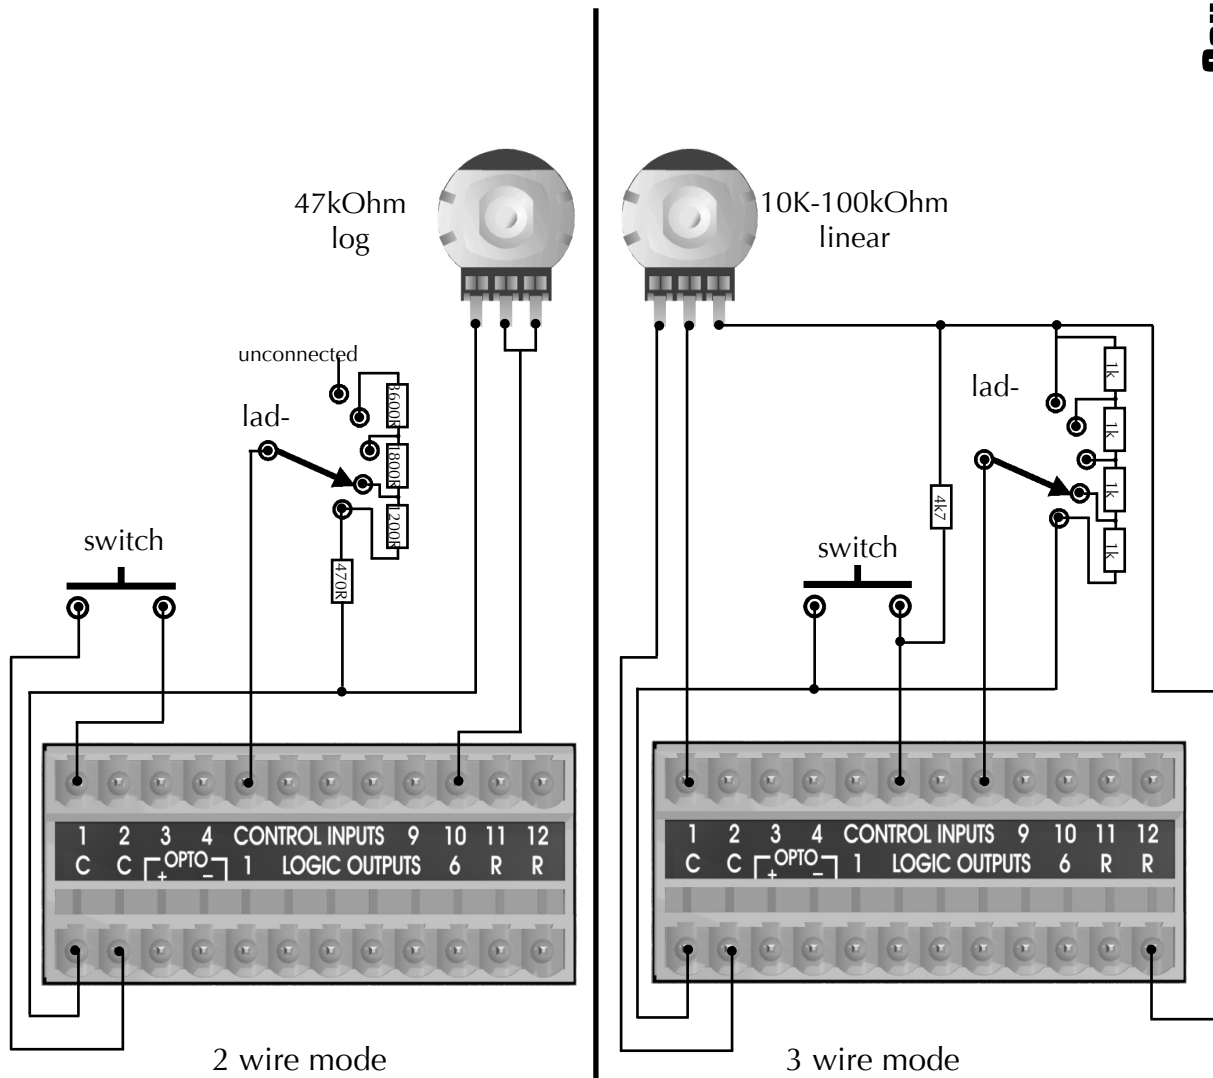 47kOhm
log
unconnected
3600R
lad-
1800R
1200R
switch
470R
1 2 3 4 CONTROL INPUTS 9 10 11 12
C C OPTO 1 LOGIC OUTPUTS 6 R R
+ −
2 wire mode
10K-100kOhm
linear
1k
lad-
1k
1k
4k7
switch
1k
1 2 3 4 CONTROL INPUTS 9 10 11 12
C C OPTO 1 LOGIC OUTPUTS 6 R R
+ −
3 wire mode